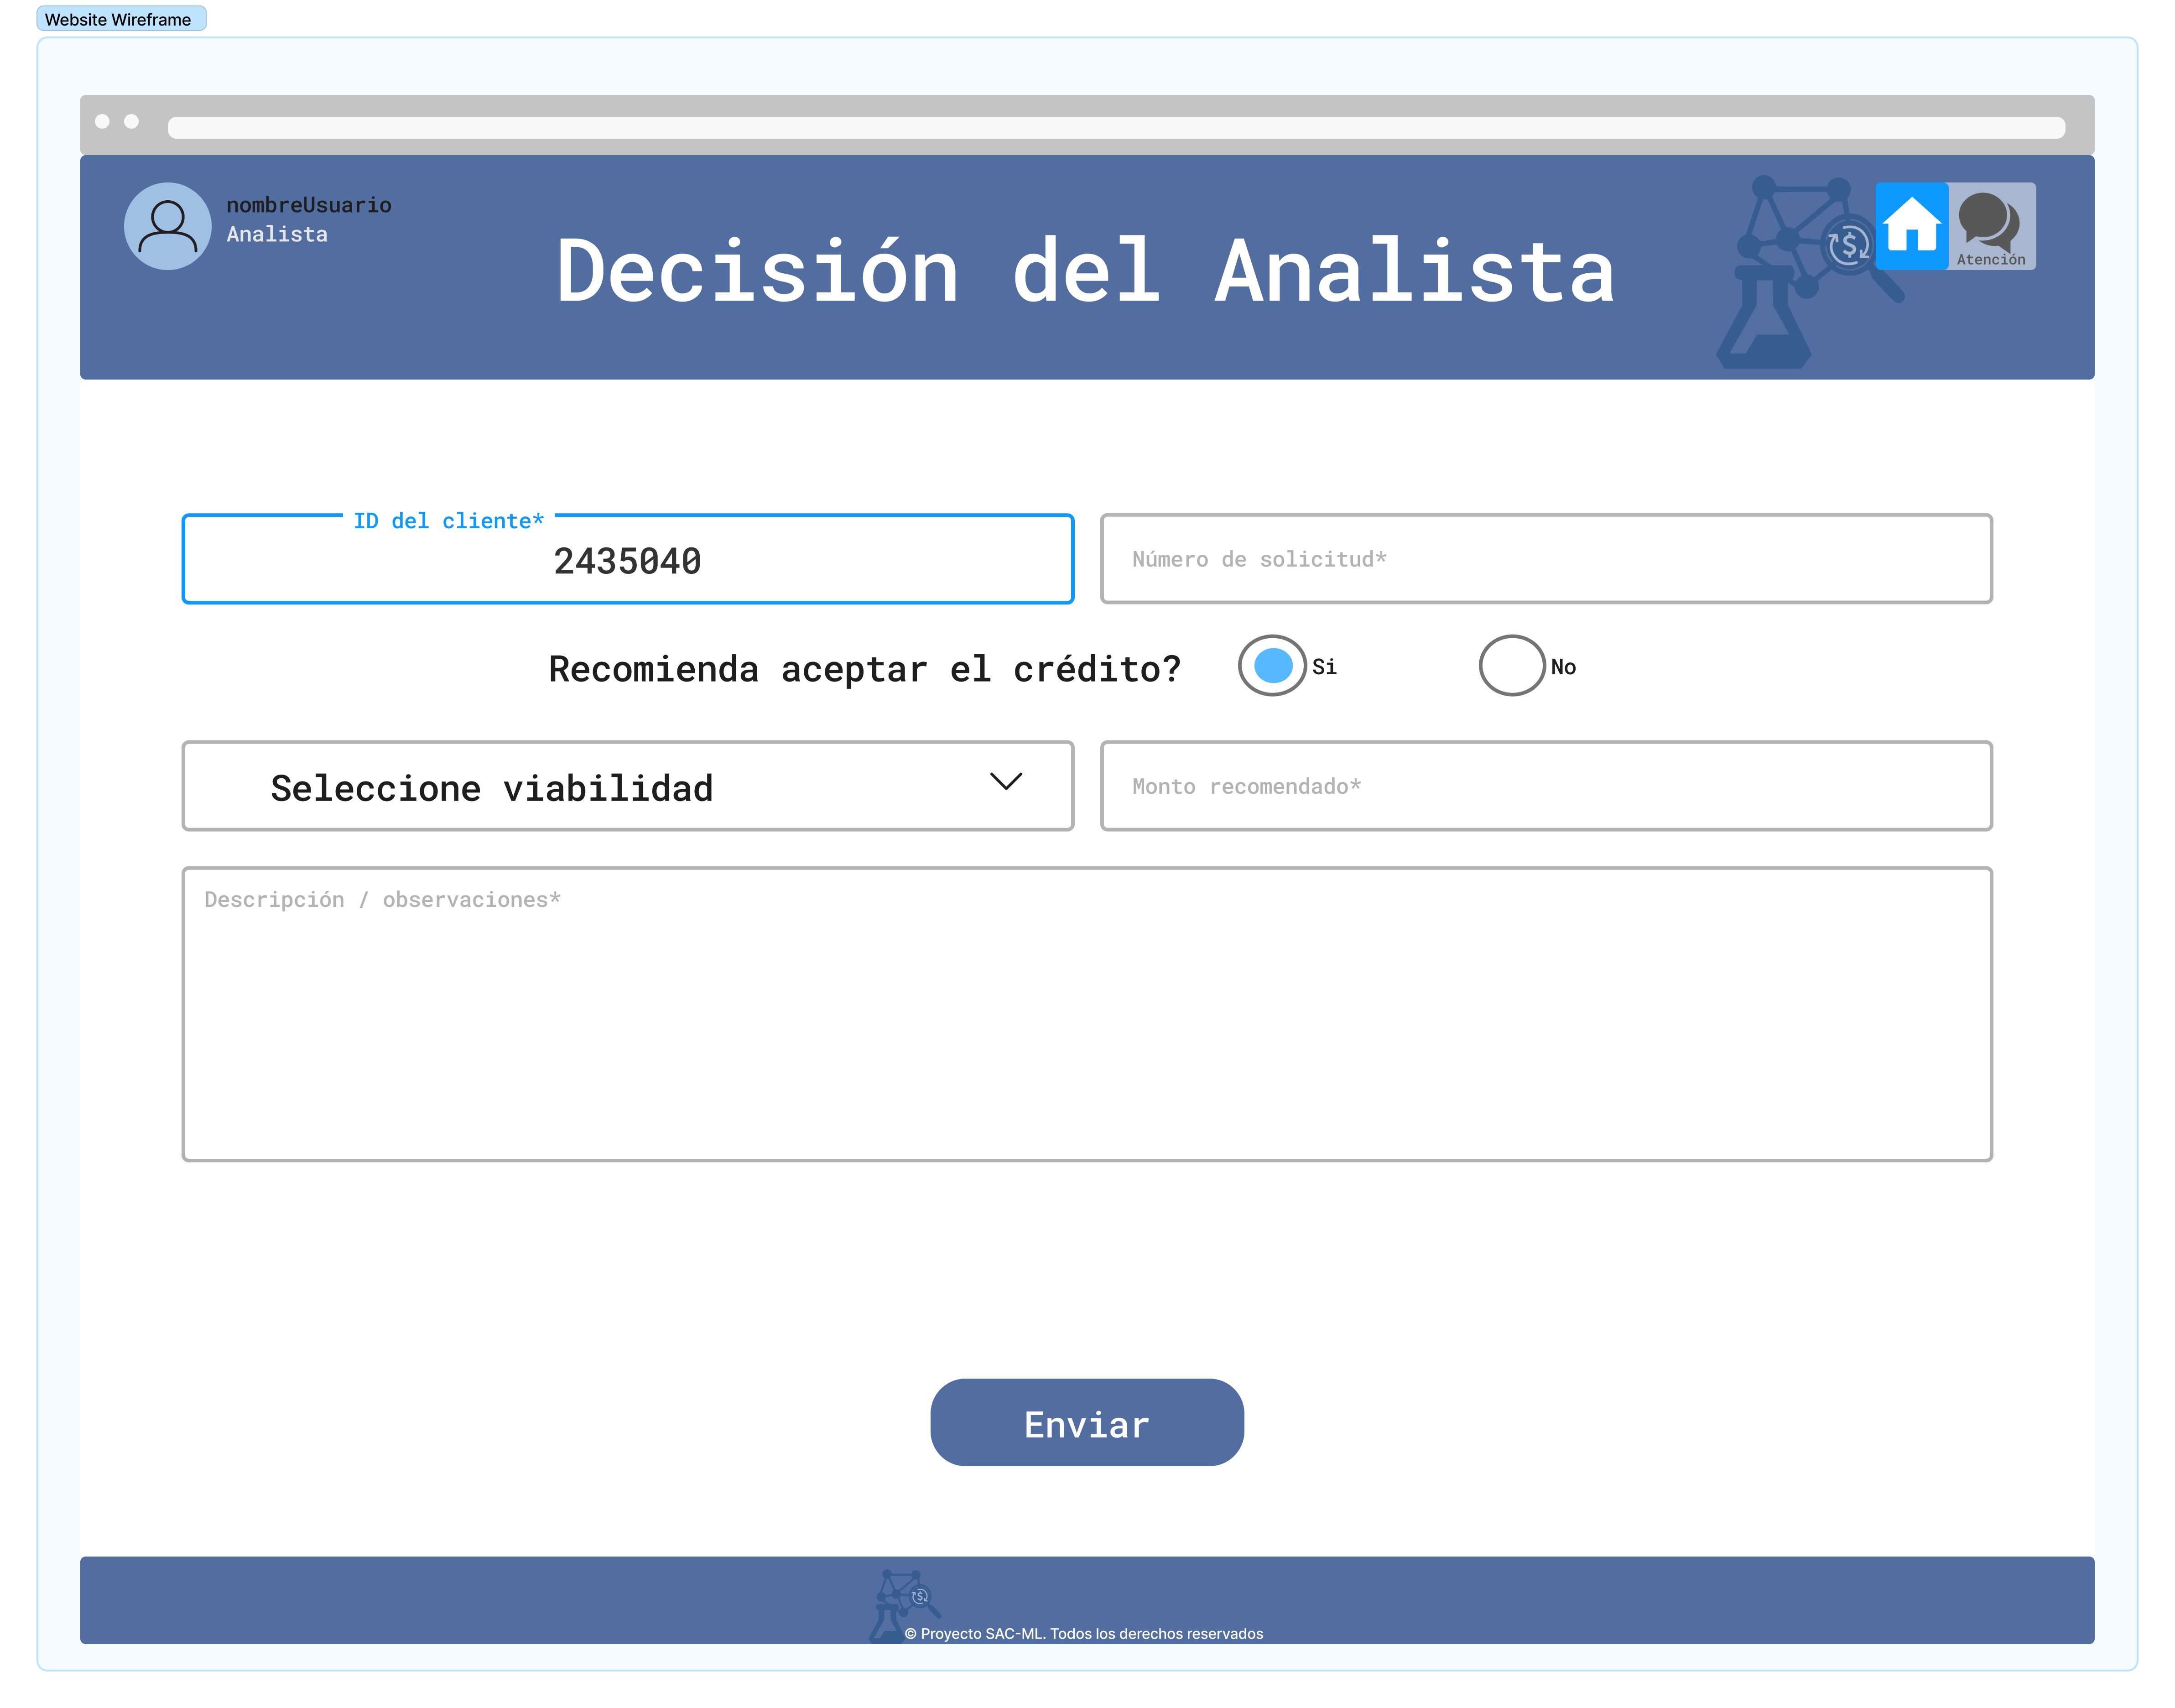 Website Wireframe
nombreUsuario
Analista
Decisión del Analista
$
Atención
ID del cliente*
2435040
Número de solicitud*
Recomienda aceptar el crédito?
Si
No
Seleccione viabilidad
Monto recomendado*
Descripción / observaciones*
Enviar
$
© Proyecto SAC-ML. Todos los derechos reservados